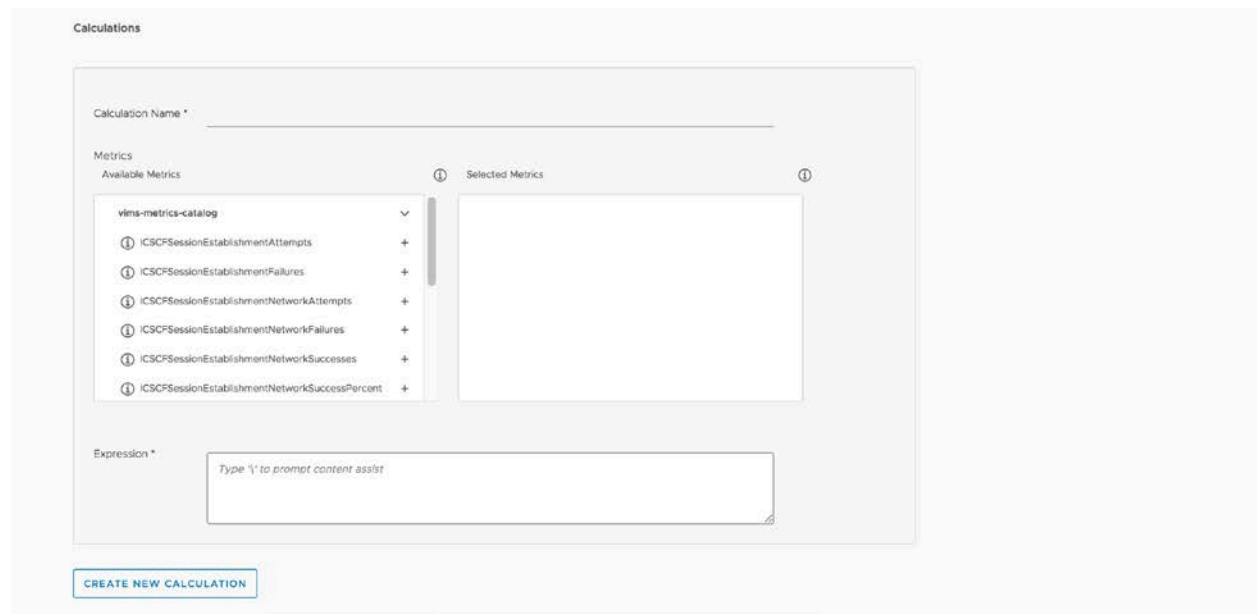 Calculations
Calculation Name *
Metrics
Available Metrics
Selected Metrics
vims-metrics-catalog
ICSCFSessionEstablishmentAttempts
ICSCFSessionEstablishmentFailures
ICSCFSessionEstablishmentNetworkAttempts
ICSCFSessionEstablishmentNetworkFailures
ICSCFSessionEstablishmentNetworkSuccesses
ICSCFSessionEstablishmentNetworkSuccessPercent
Expression *
Type '\' to prompt content assist
CREATE NEW CALCULATION